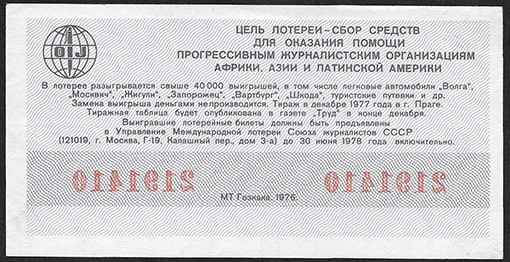 OIJ
ЦЕЛЬ ЛОТЕРЕИ–СБОР СРЕДСТВ
ДЛЯ ОКАЗАНИЯ ПОМОЩИ
ПРОГРЕССИВНЫМ ЖУРНАЛИСТСКИМ ОРГАНИЗАЦИЯМ
АФРИКИ, АЗИИ И ЛАТИНСКОЙ АМЕРИКИ
В лотерее разыгрывается свыше 40 000 выигрышей, в том числе легковые автомобили "Волга",
"Москвич", "Жигули", "Запорожец", "Вартбург", "Шкода", туристские путевки и др.
Замена выигрыша деньгами не производится. Тираж в декабре 1977 года в г. Праге.
Тиражная таблица будет опубликована в газете „Труд" в конце декабря.
Выигравшие лотерейные билеты должны быть предъявлены
в Управление Международной лотереи Союза журналистов СССР
(121019, г. Москва, Г-19, Калашный пер., дом 3-а) до 30 июня 1978 года включительно.
0141912 0141912
МТ Гознака. 1976.